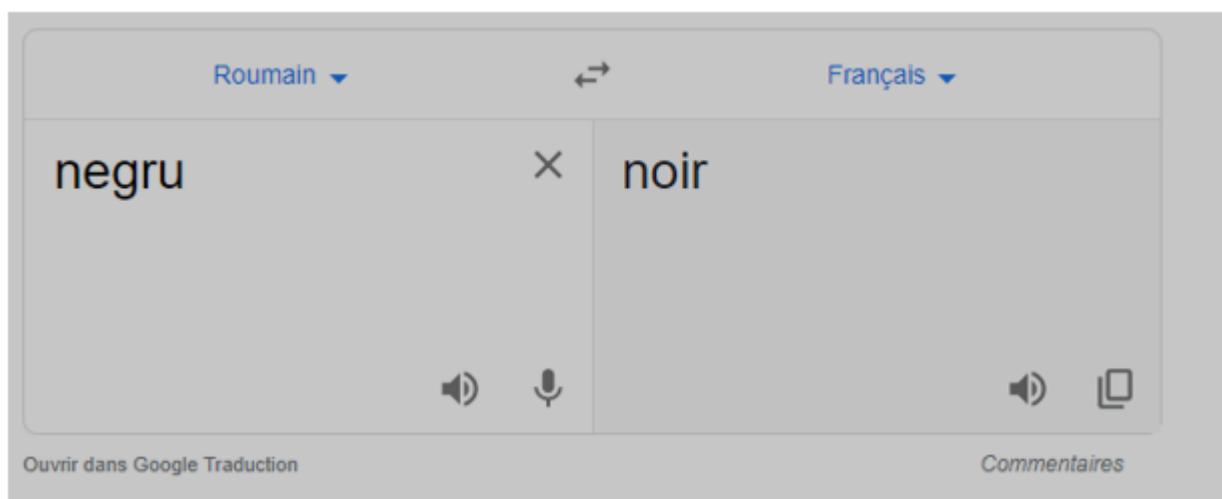 Roumain Français
negru noir
Ouvrir dans Google Traduction Commentaires